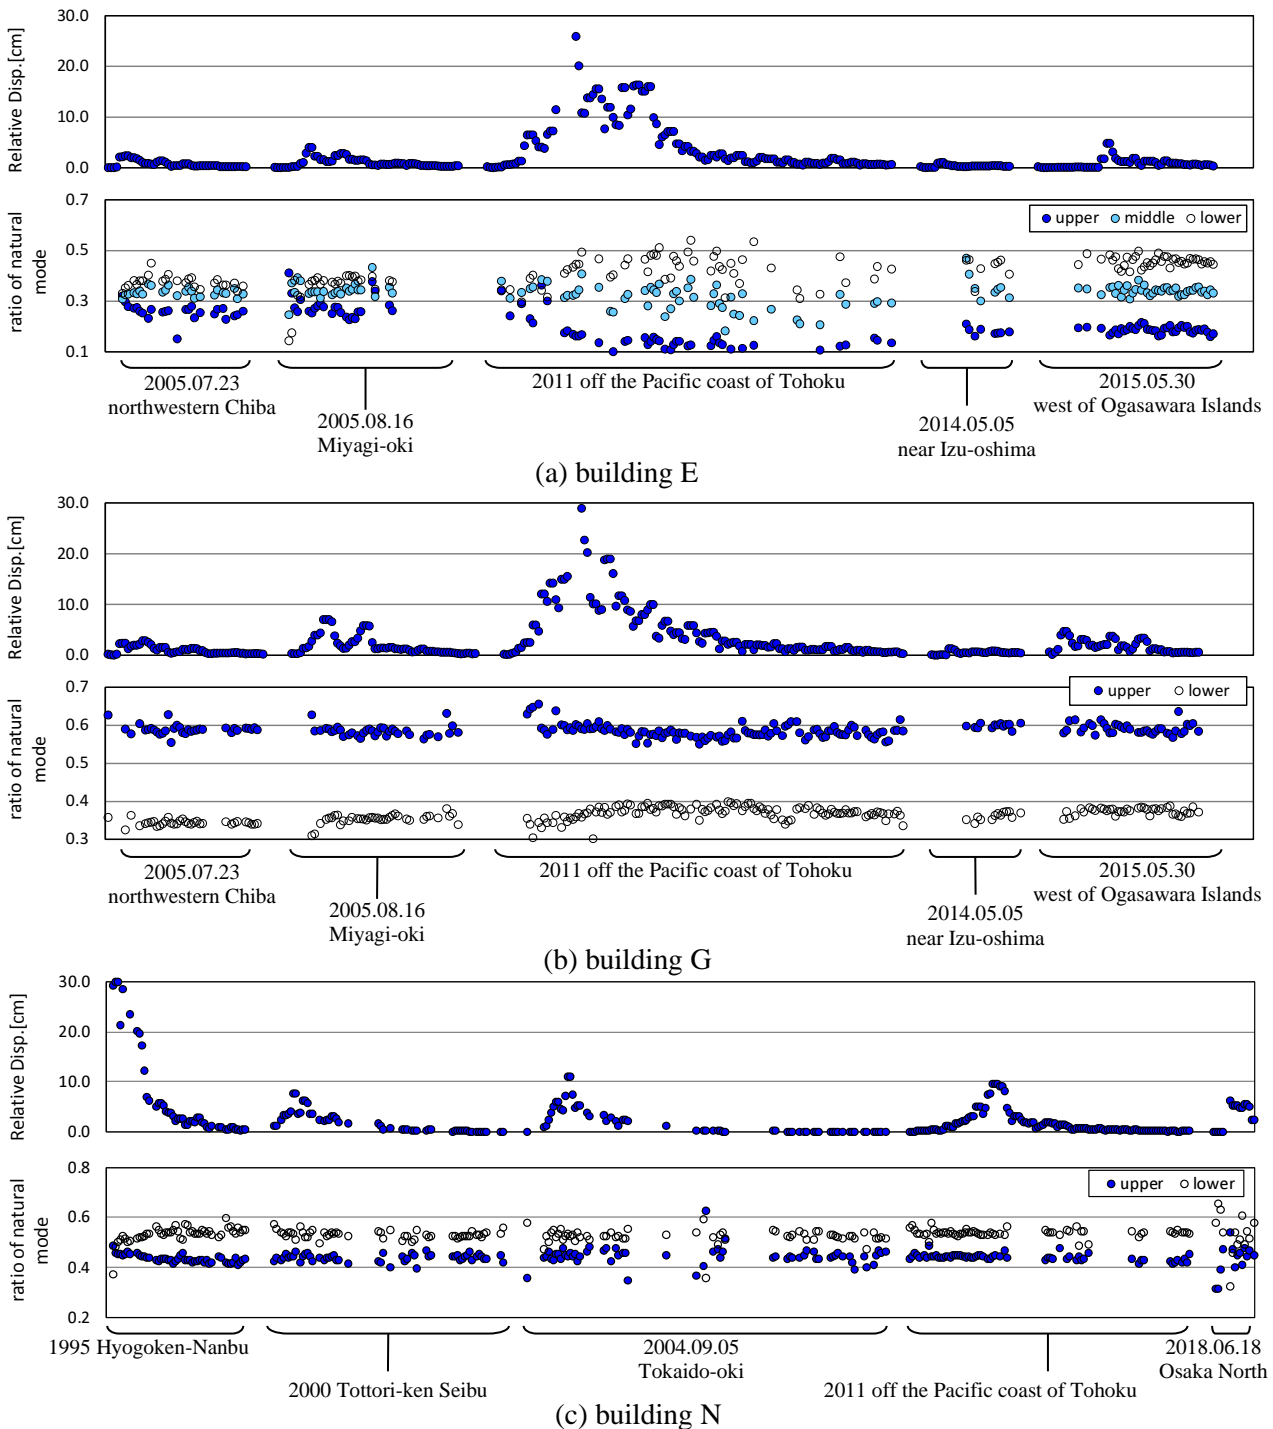 Relative Disp.[cm]
30.0
20.0
10.0
0.0
ratio of natural
mode
0.7
0.5
0.3
0.1
upper middle lower
2005.07.23
northwestern Chiba
2005.08.16
Miyagi-oki
2011 off the Pacific coast of Tohoku
2014.05.05
near Izu-oshima
2015.05.30
west of Ogasawara Islands
(a) building E
Relative Disp.[cm]
30.0
20.0
10.0
0.0
ratio of natural
mode
0.7
0.6
0.5
0.4
0.3
upper lower
2005.07.23
northwestern Chiba
2005.08.16
Miyagi-oki
2011 off the Pacific coast of Tohoku
2014.05.05
near Izu-oshima
2015.05.30
west of Ogasawara Islands
(b) building G
Relative Disp.[cm]
30.0
20.0
10.0
0.0
ratio of natural
mode
0.8
0.6
0.4
0.2
upper lower
1995 Hyogoken-Nanbu
2000 Tottori-ken Seibu
2004.09.05
Tokaido-oki
2011 off the Pacific coast of Tohoku
2018.06.18
Osaka North
(c) building N